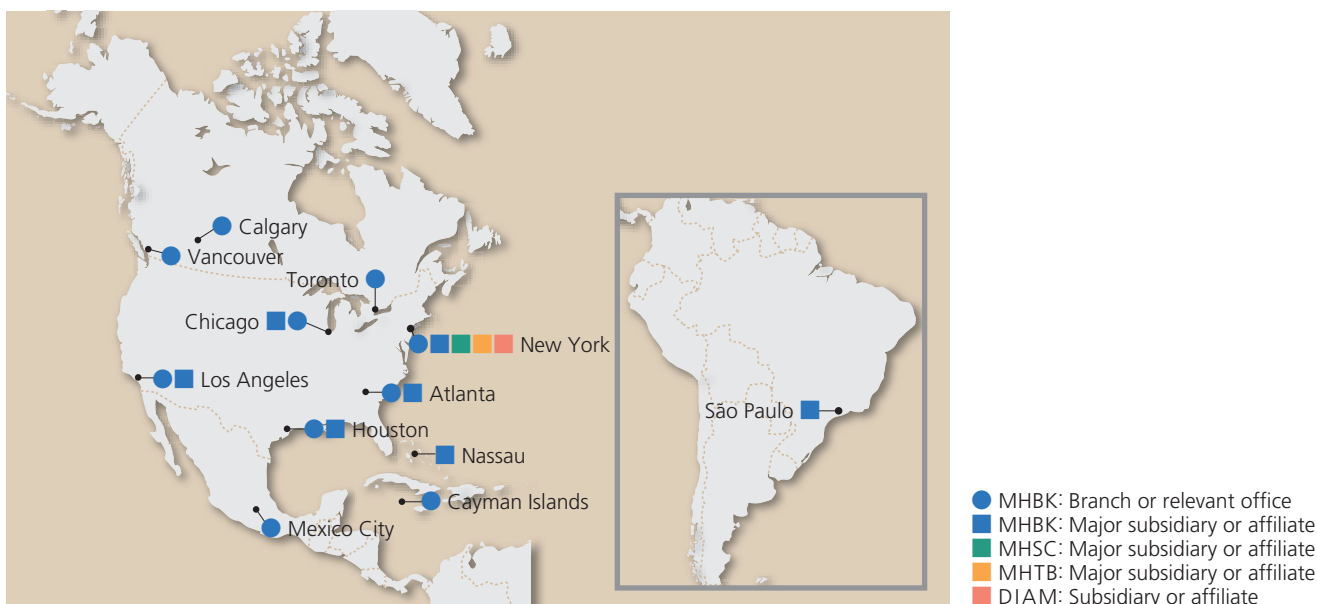 Calgary
Vancouver
Toronto
Chicago
New York
Los Angeles
Atlanta
Houston
Nassau
Cayman Islands
Mexico City
São Paulo
MHBK: Branch or relevant office
MHBK: Major subsidiary or affiliate
MHSC: Major subsidiary or affiliate
MHTB: Major subsidiary or affiliate
DIAM: Subsidiary or affiliate